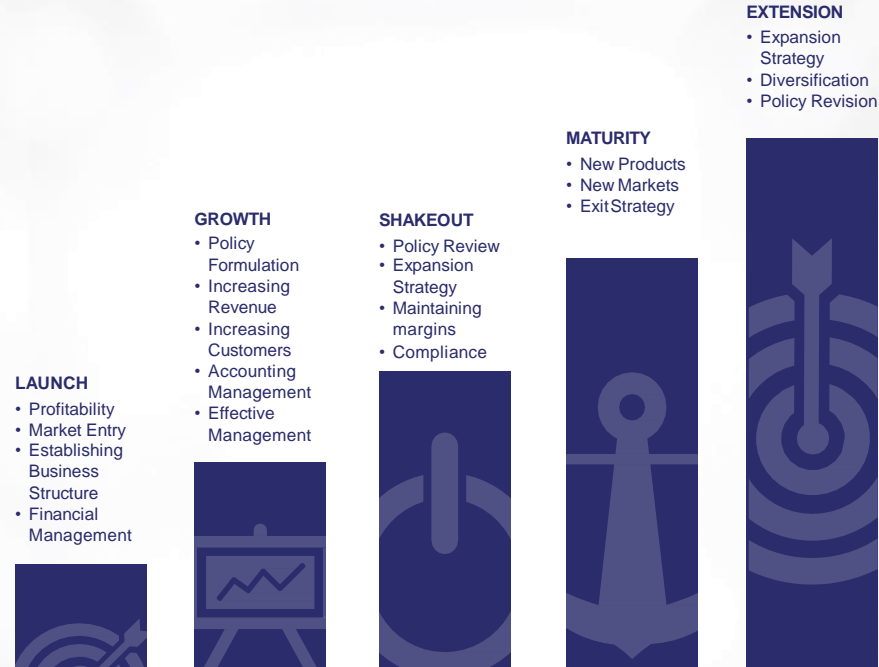 EXTENSION
• Expansion
Strategy
• Diversification
• Policy Revision
MATURITY
• New Products
• New Markets
• ExitStrategy
GROWTH
• Policy
Formulation
• Increasing
Revenue
• Increasing
Customers
• Accounting
Management
• Effective
Management
SHAKEOUT
• Policy Review
• Expansion
Strategy
• Maintaining
margins
• Compliance
LAUNCH
• Profitability
• Market Entry
• Establishing
Business
Structure
• Financial
Management